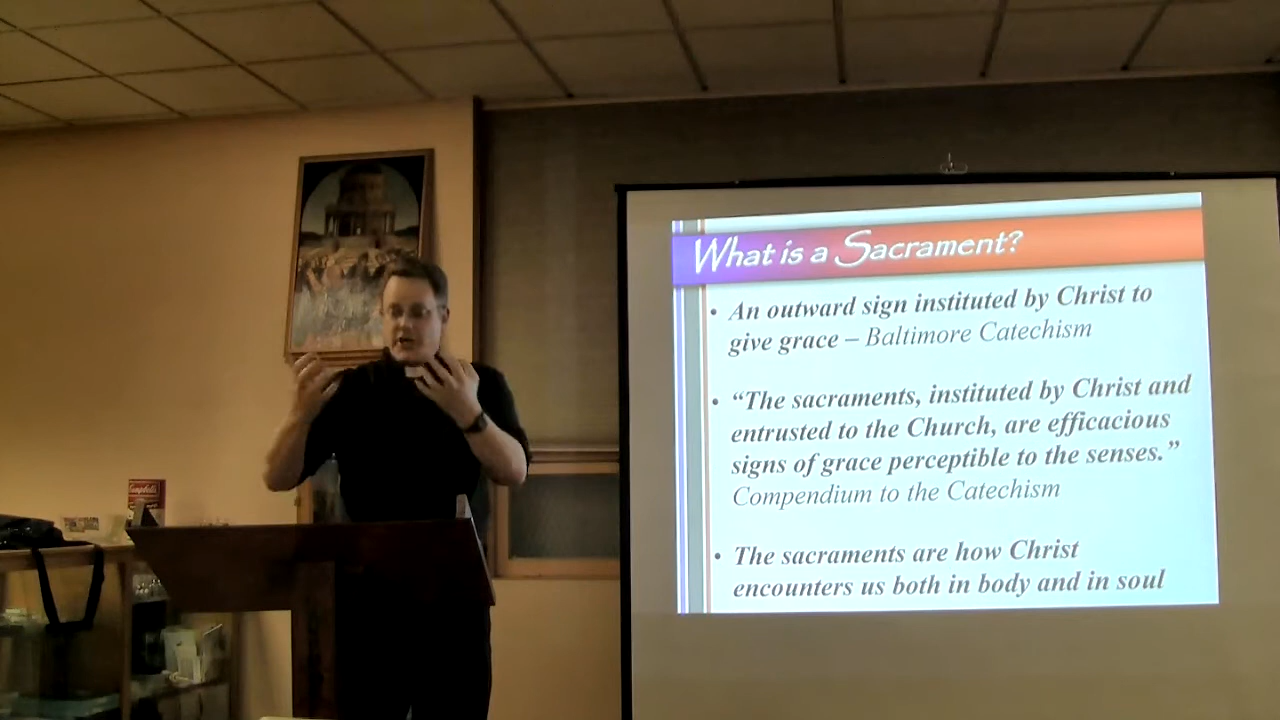 What is a Sacrament?
• An outward sign instituted by Christ to
give grace – Baltimore Catechism
• “The sacraments, instituted by Christ and
entrusted to the Church, are efficacious
signs of grace perceptible to the senses.”
Compendium to the Catechism
• The sacraments are how Christ
encounters us both in body and in soul
Campbell's